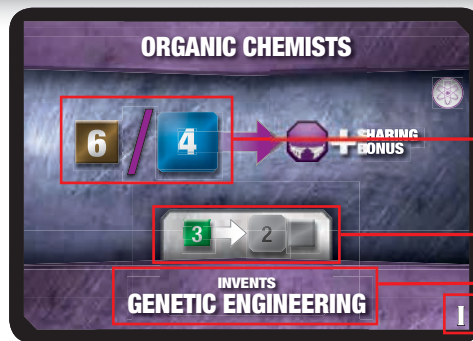 ORGANIC CHEMISTS
6 / 4
+ SHARING
BONUS
3 2
INVENTS
GENETIC ENGINEERING
I